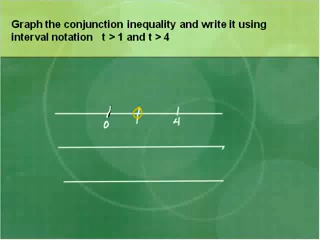 Graph the conjunction inequality and write it using
interval notation t > 1 and t > 4
0 1 4